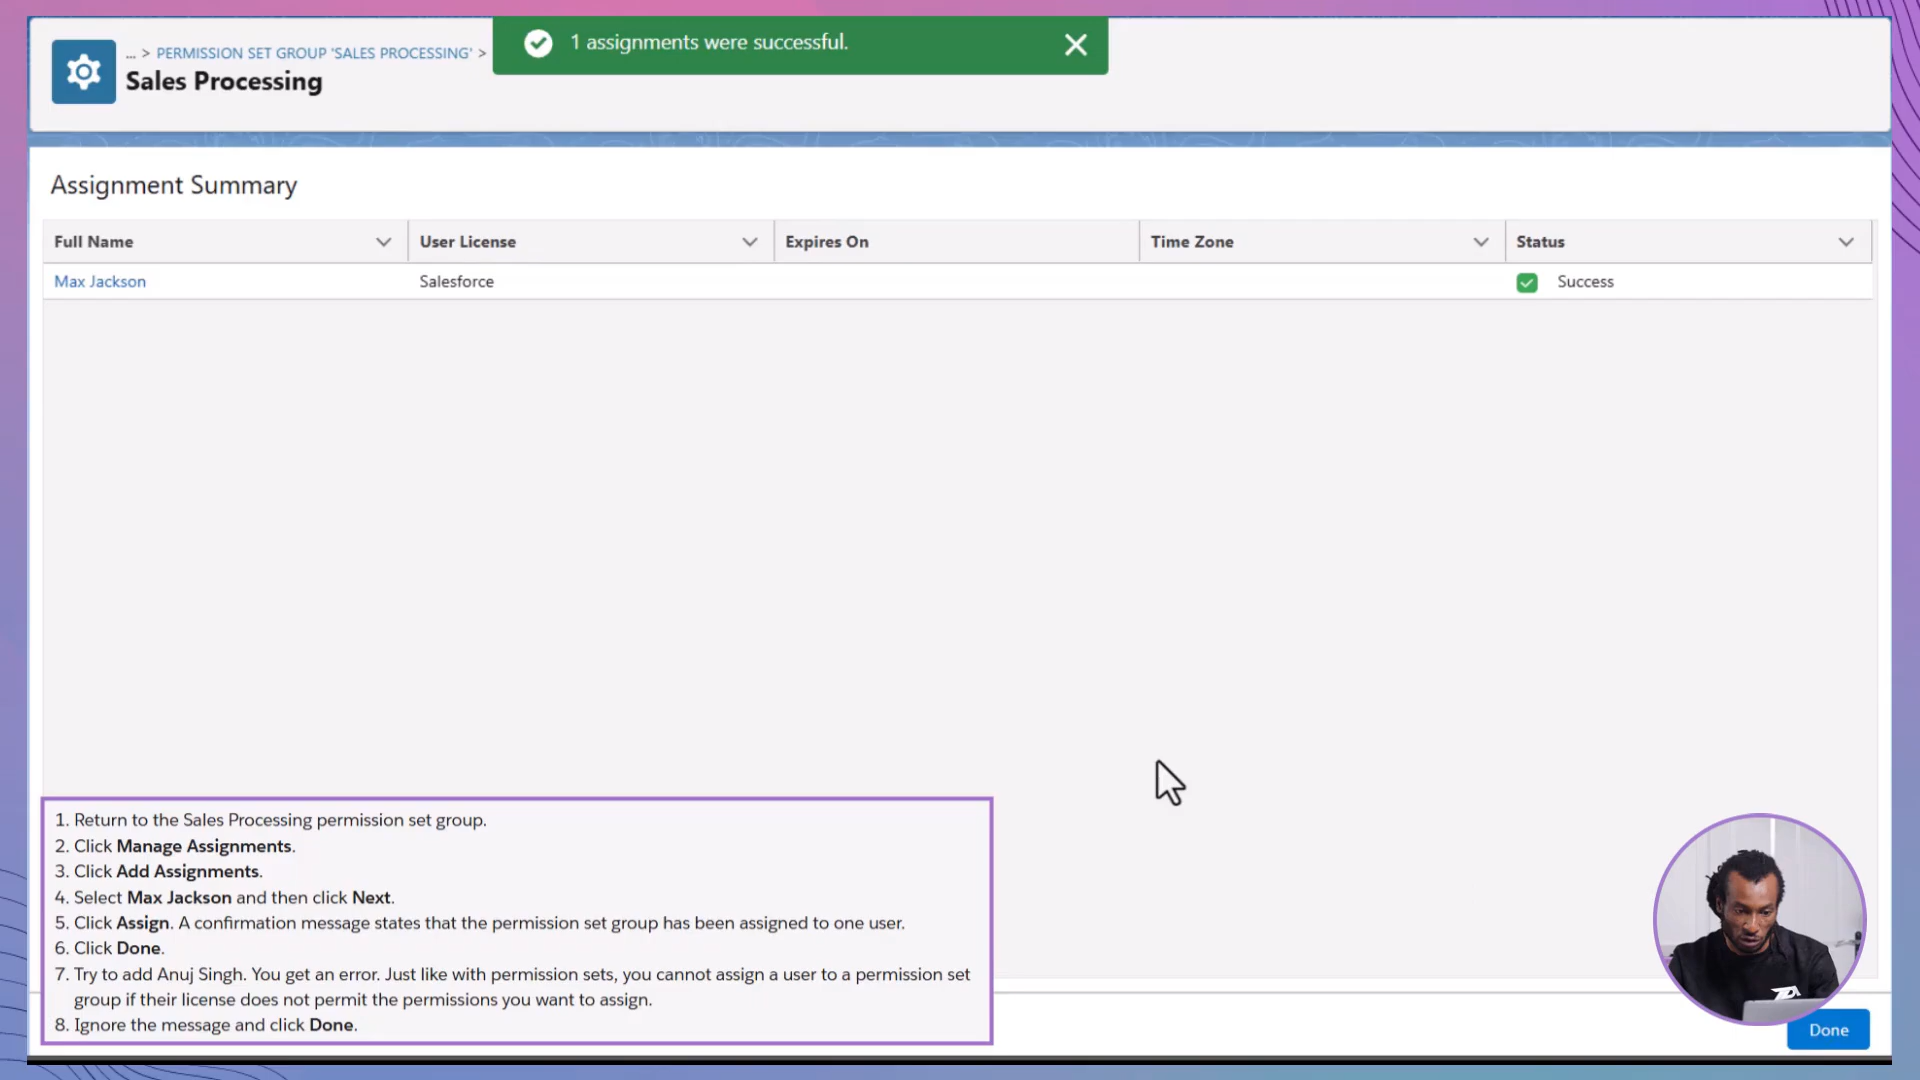 1 assignments were successful.
... > PERMISSION SET GROUP 'SALES PROCESSING' >
Sales Processing
Assignment Summary
Full Name User License Expires On Time Zone Status
Max Jackson Salesforce Success
1. Return to the Sales Processing permission set group.
2. Click Manage Assignments.
3. Click Add Assignments.
4. Select Max Jackson and then click Next.
5. Click Assign. A confirmation message states that the permission set group has been assigned to one user.
6. Click Done.
7. Try to add Anuj Singh. You get an error. Just like with permission sets, you cannot assign a user to a permission set
group if their license does not permit the permissions you want to assign.
8. Ignore the message and click Done.
Done